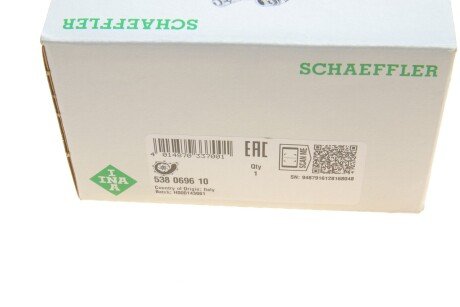 SCHAEFFLER
SCHAEFFLER
4 014870 337001
EAC
Qty
1
SCAN ME
538 0696 10
Country of Origin: Italy
INA